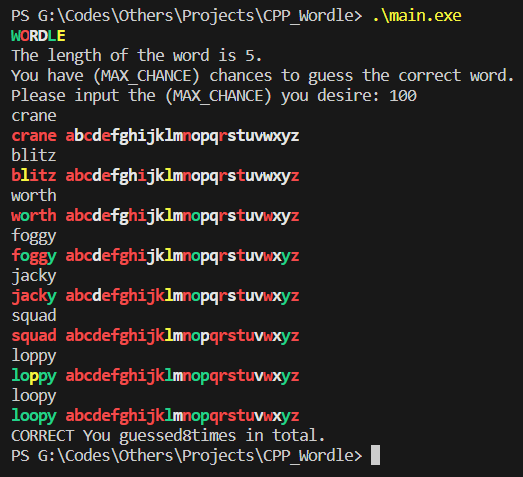 PS G:\Codes\Others\Projects\CPP_Wordle> .\main.exe
WORDLE
The length of the word is 5.
You have (MAX_CHANCE) chances to guess the correct word.
Please input the (MAX_CHANCE) you desire: 100
crane
crane abcdefghijklmnopqrstuvwxyz
blitz
blitz abcdefghijklmnopqrstuvwxyz
worth
worth abcdefghijklmnopqrstuvwxyz
foggy
foggy abcdefghijklmnopqrstuvwxyz
jacky
jacky abcdefghijklmnopqrstuvwxyz
squad
squad abcdefghijklmnopqrstuvwxyz
loppy
loppy abcdefghijklmnopqrstuvwxyz
loopy
loopy abcdefghijklmnopqrstuvwxyz
CORRECT You guessed8times in total.
PS G:\Codes\Others\Projects\CPP_Wordle>